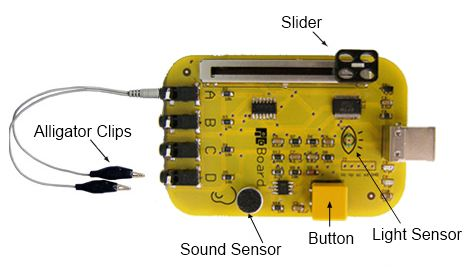 Slider
Alligator Clips
A
B
C
D
PicoBoard
Sound Sensor
Button
Light Sensor